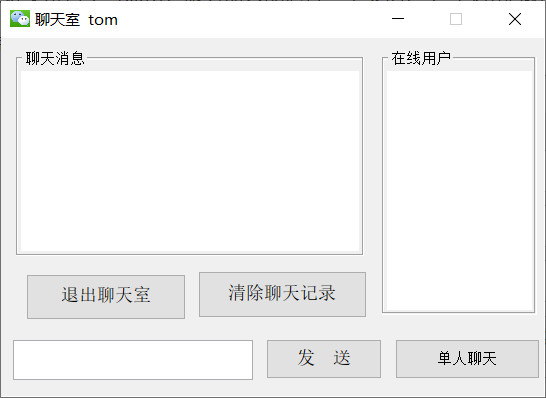 聊天室 tom
聊天消息
在线用户
退出聊天室
清除聊天记录
发 送
单人聊天